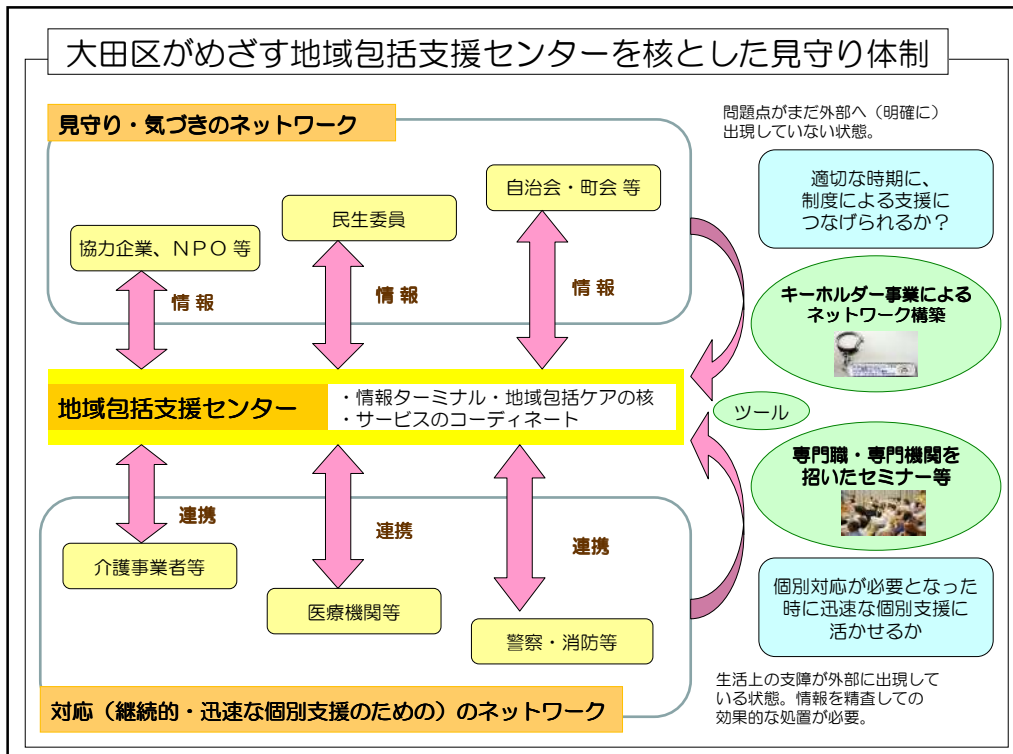 大田区がめざす地域包括支援センターを核とした見守り体制
見守り・気づきのネットワーク
問題点がまだ外部へ（明確に）
出現していない状態。
適切な時期に、
制度による支援に
つなげられるか？
自治会・町会 等
民生委員
協力企業、ＮＰＯ 等
情 報
情 報
情 報
キーホルダー事業による
ネットワーク構築
地域包括支援センター
・情報ターミナル・地域包括ケアの核
・サービスのコーディネート
ツール
専門職・専門機関を
招いたセミナー等
連携
連携
連携
介護事業者等
医療機関等
警察・消防等
個別対応が必要となった
時に迅速な個別支援に
活かせるか
生活上の支障が外部に出現して
いる状態。情報を精査しての
効果的な処置が必要。
対応（継続的・迅速な個別支援のための）のネットワーク